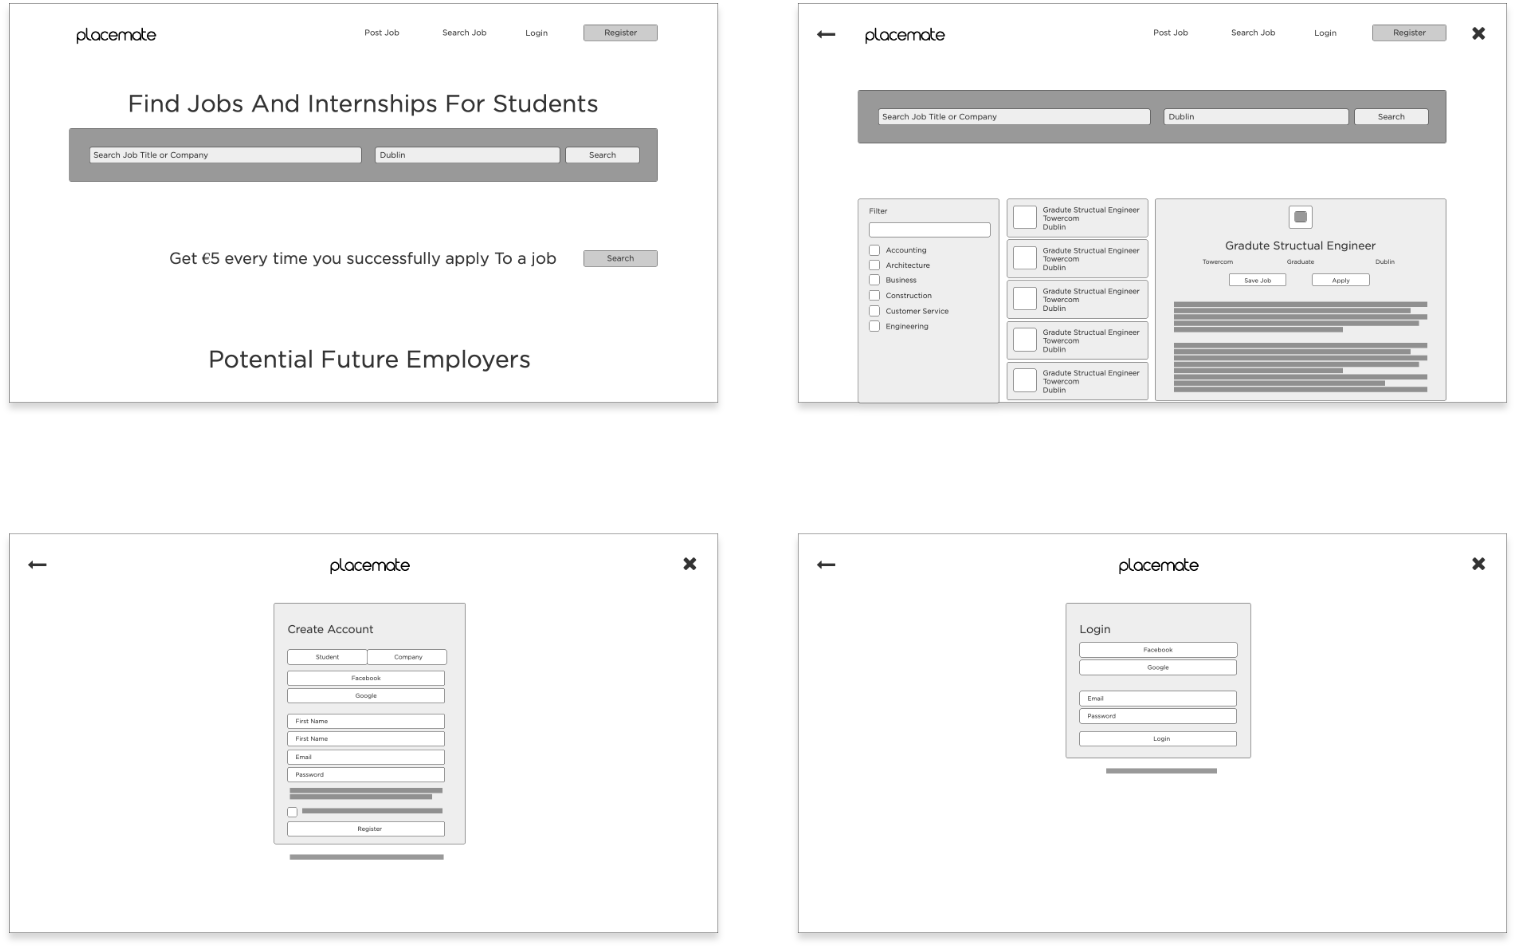 placemate
Post Job
Search Job
Login
Register
Find Jobs And Internships For Students
Search Job Title or Company
Dublin
Search
Get €5 every time you successfully apply To a job
Search
Potential Future Employers
placemate
Post Job
Search Job
Login
Register
Search Job Title or Company
Dublin
Search
Filter
Accounting
Architecture
Business
Construction
Customer Service
Engineering
Gradute Structual Engineer
Towercom
Dublin
Gradute Structual Engineer
Towercom
Dublin
Gradute Structual Engineer
Towercom
Dublin
Gradute Structual Engineer
Towercom
Dublin
Gradute Structual Engineer
Towercom
Dublin
Gradute Structual Engineer
Towercom
Graduate
Dublin
Save Job
Apply
placemate
Create Account
Student
Company
Facebook
Google
First Name
First Name
Email
Password
Register
placemate
Login
Facebook
Google
Email
Password
Login